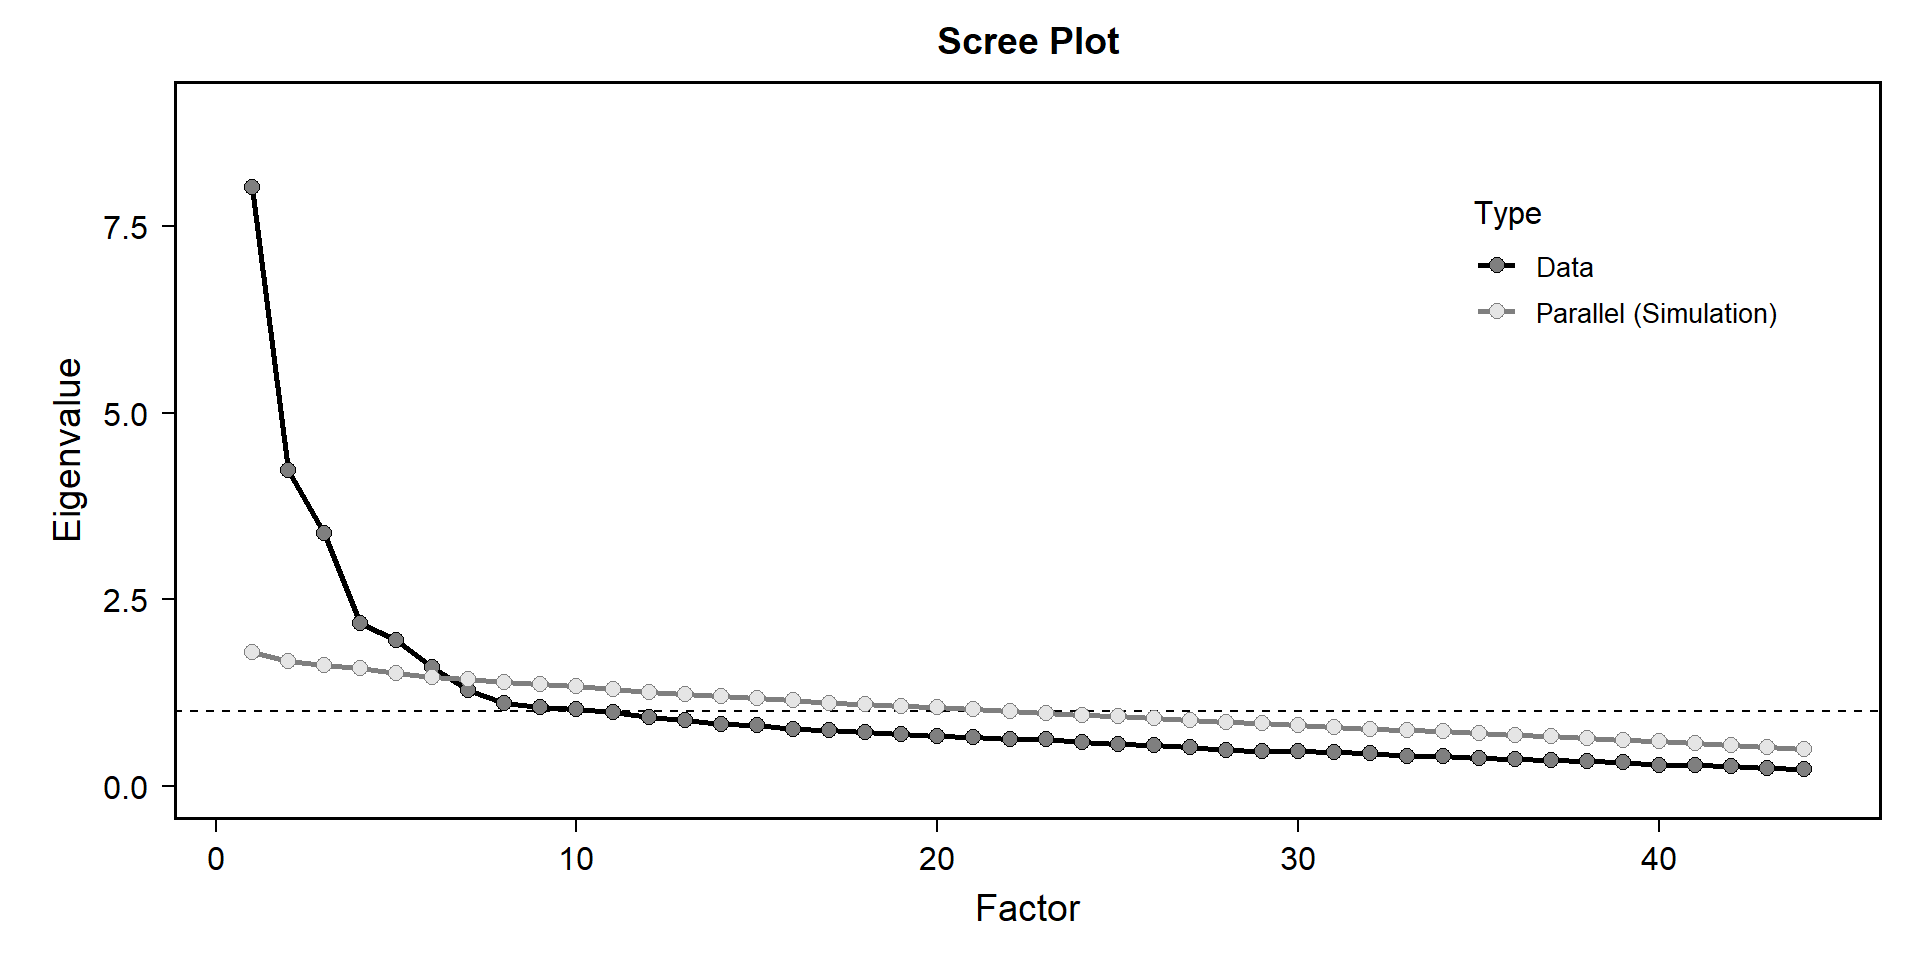 Scree Plot
Type
Data
Parallel (Simulation)
Eigenvalue
7.5
5.0
2.5
0.0
0 10 20 30 40
Factor